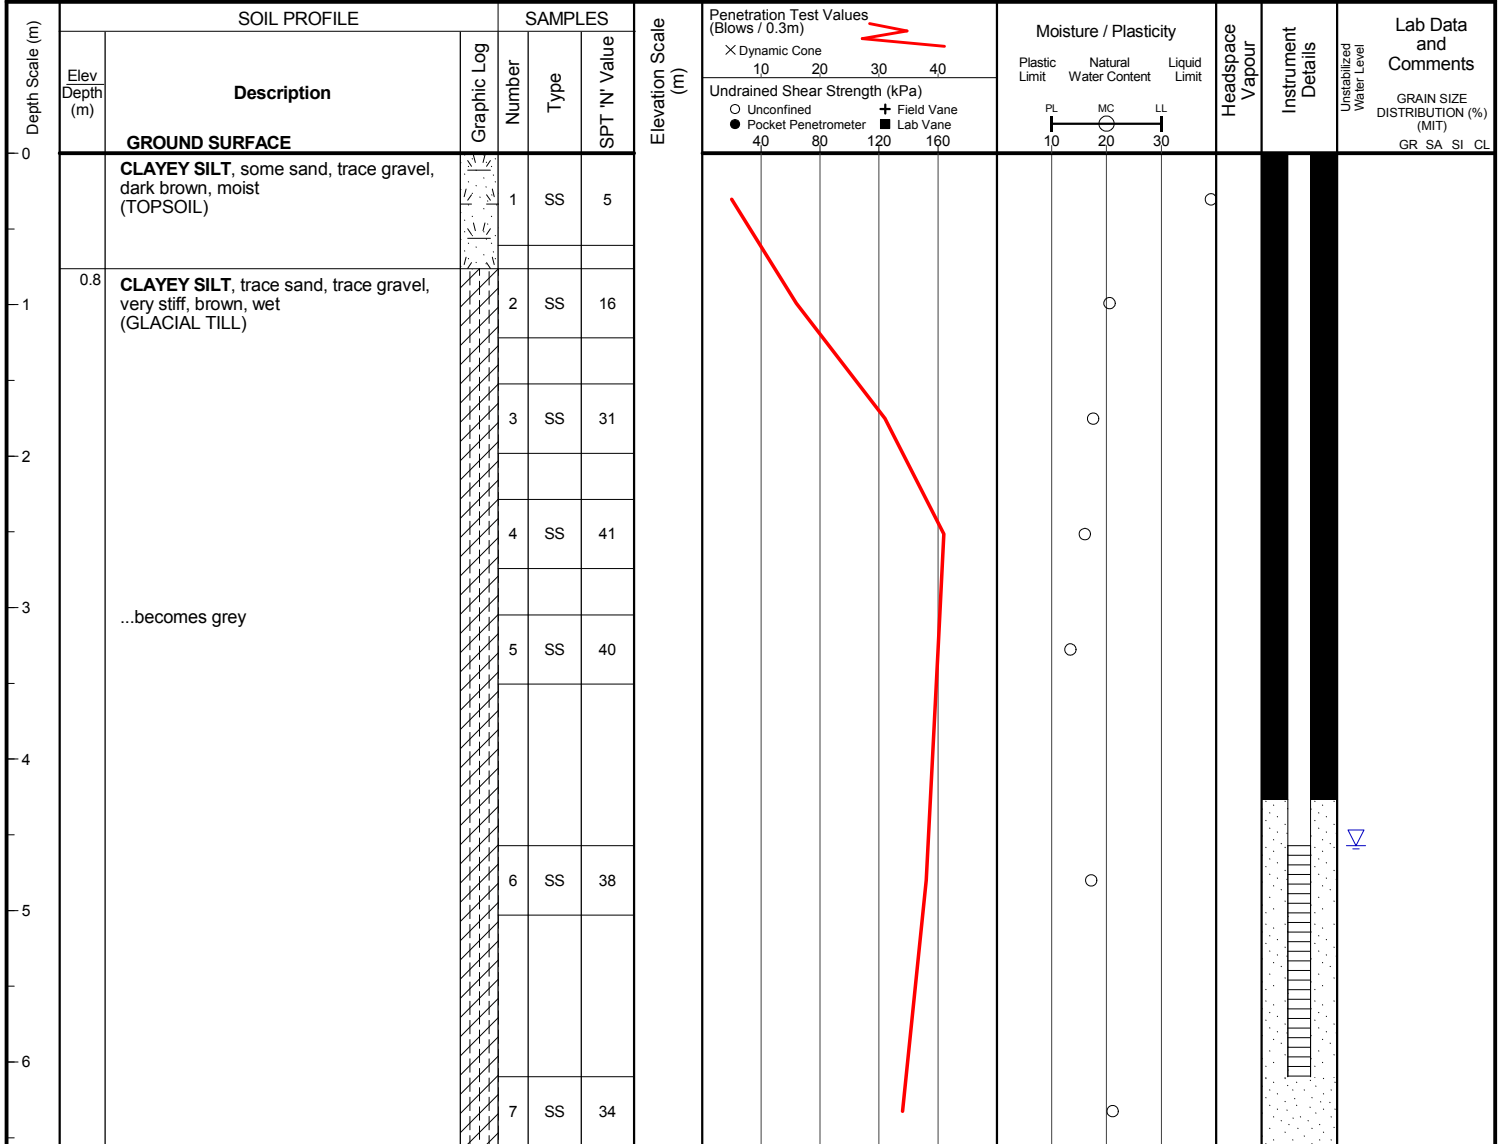 SOIL PROFILE
SAMPLES
Depth Scale (m)
Elev
Depth
(m)
Description
GROUND SURFACE
Graphic Log
Number
Type
SPT 'N' Value
Elevation Scale
(m)
Penetration Test Values
(Blows / 0.3m)
× Dynamic Cone
10 20 30 40
Undrained Shear Strength (kPa)
Unconfined + Field Vane
Pocket Penetrometer Lab Vane
40 80 120 160
Moisture / Plasticity
Plastic Natural Liquid
Limit Water Content Limit
PL MC LL
10 20 30
Headspace
Vapour
Instrument
Details
Unstabilized
Water Level
Lab Data
and
Comments
GRAIN SIZE
DISTRIBUTION (%)
(MIT)
GR SA SI CL
0
CLAYEY SILT, some sand, trace gravel,
dark brown, moist
(TOPSOIL)
1 SS 5
0.8
CLAYEY SILT, trace sand, trace gravel,
very stiff, brown, wet
(GLACIAL TILL)
1
2 SS 16
3 SS 31
2
4 SS 41
3
...becomes grey
5 SS 40
4
6 SS 38
5
6
7 SS 34